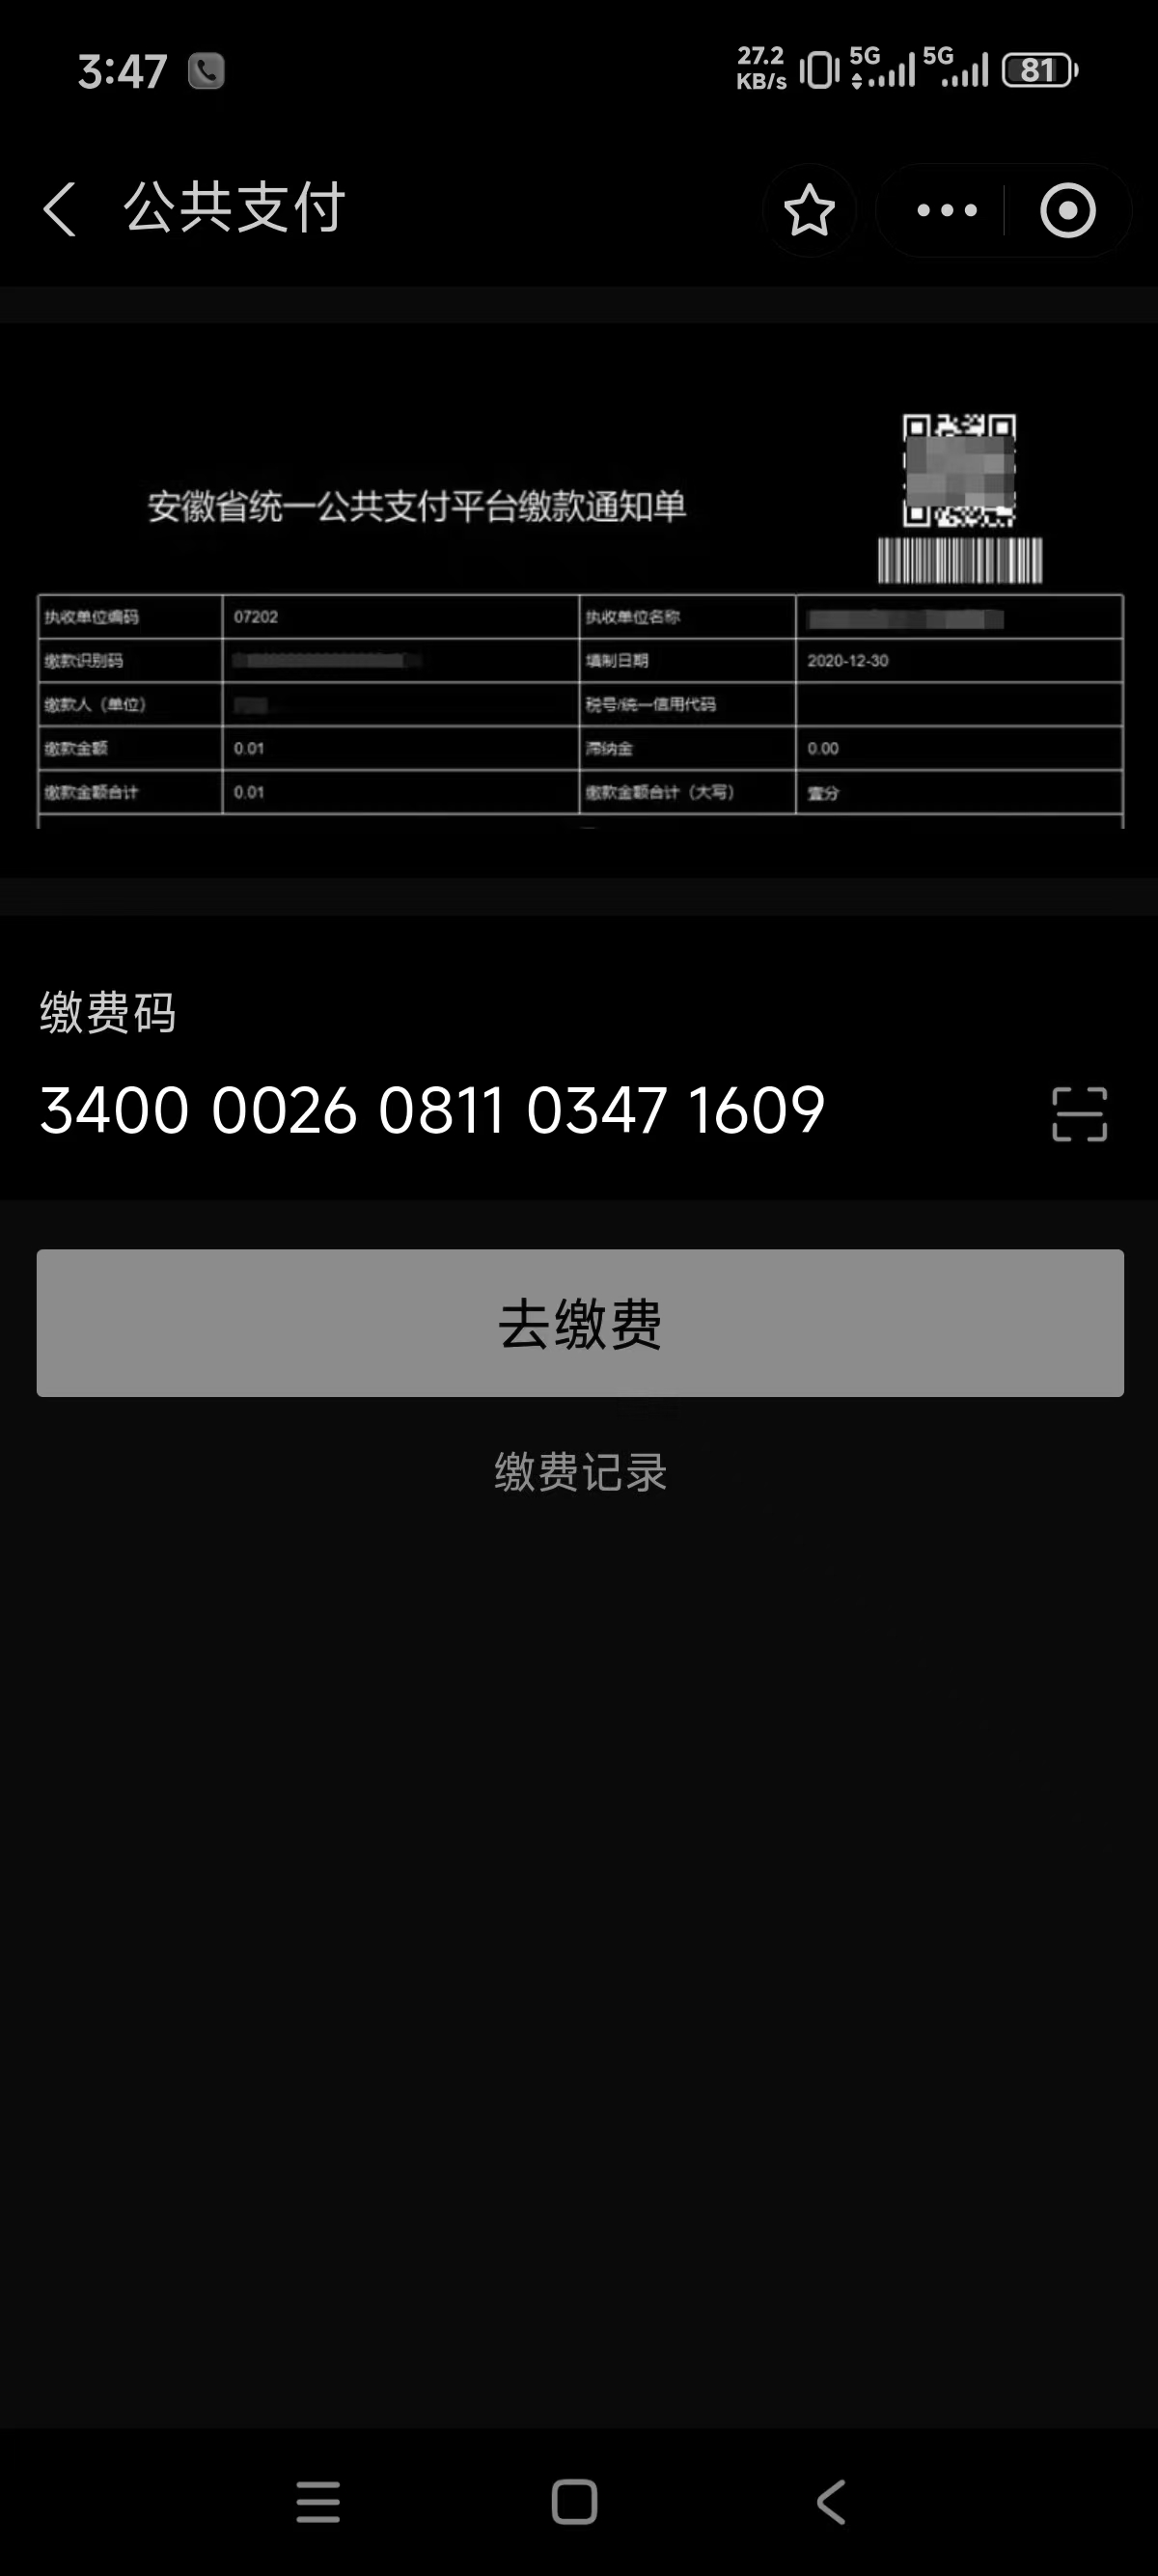 3:47
27.2 KB/s 5G 5G 81
公共支付
安徽省统一公共支付平台缴款通知单
执收单位编码 07202 执收单位名称
缴款识别码 填制日期 2020-12-30
缴款人（单位） 税号/统一信用代码
缴款金额 0.01 滞纳金 0.00
缴款金额合计 0.01 缴款金额合计（大写） 壹分
缴费码
3400 0026 0811 0347 1609
去缴费
缴费记录